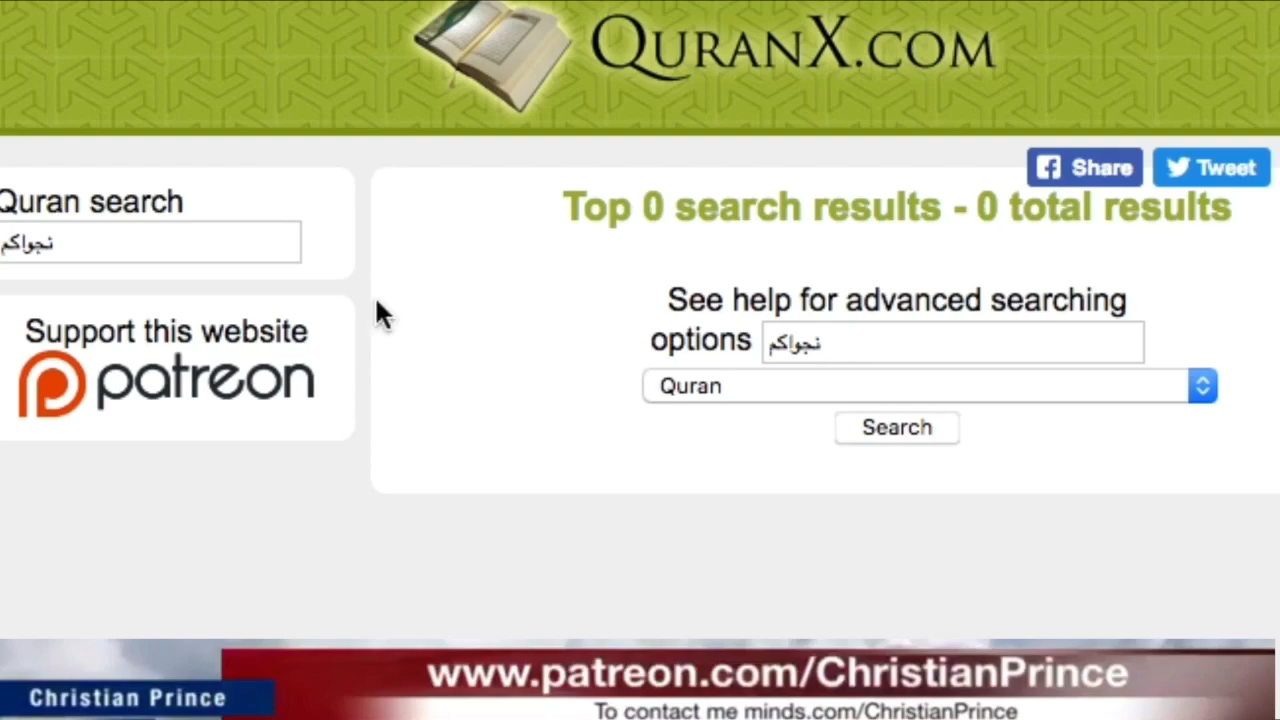 QURANX.COM
Share
Tweet
Quran search
Top 0 search results - 0 total results
نجواكم
Support this website
patreon
See help for advanced searching
options نجواكم
Quran
Search
www.patreon.com/ChristianPrince
Christian Prince
To contact me minds.com/ChristianPrince